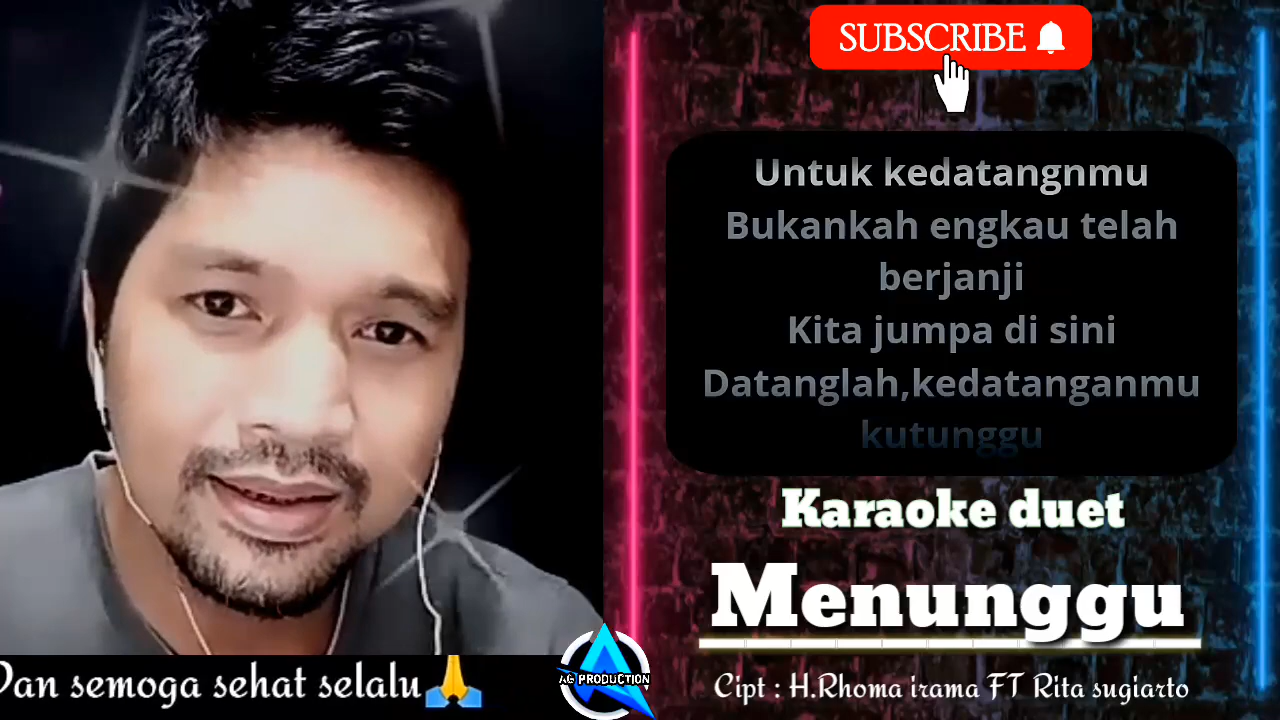 SUBSCRIBE
Untuk kedatangnmu
Bukankah engkau telah
berjanji
Kita jumpa di sini
Datanglah,kedatanganmu
kutunggu
Karaoke duet
Menunggu
Cipt : H.Rhoma irama FT Rita sugiarto
Dan semoga sehat selalu🙏
AG PRODUCTION